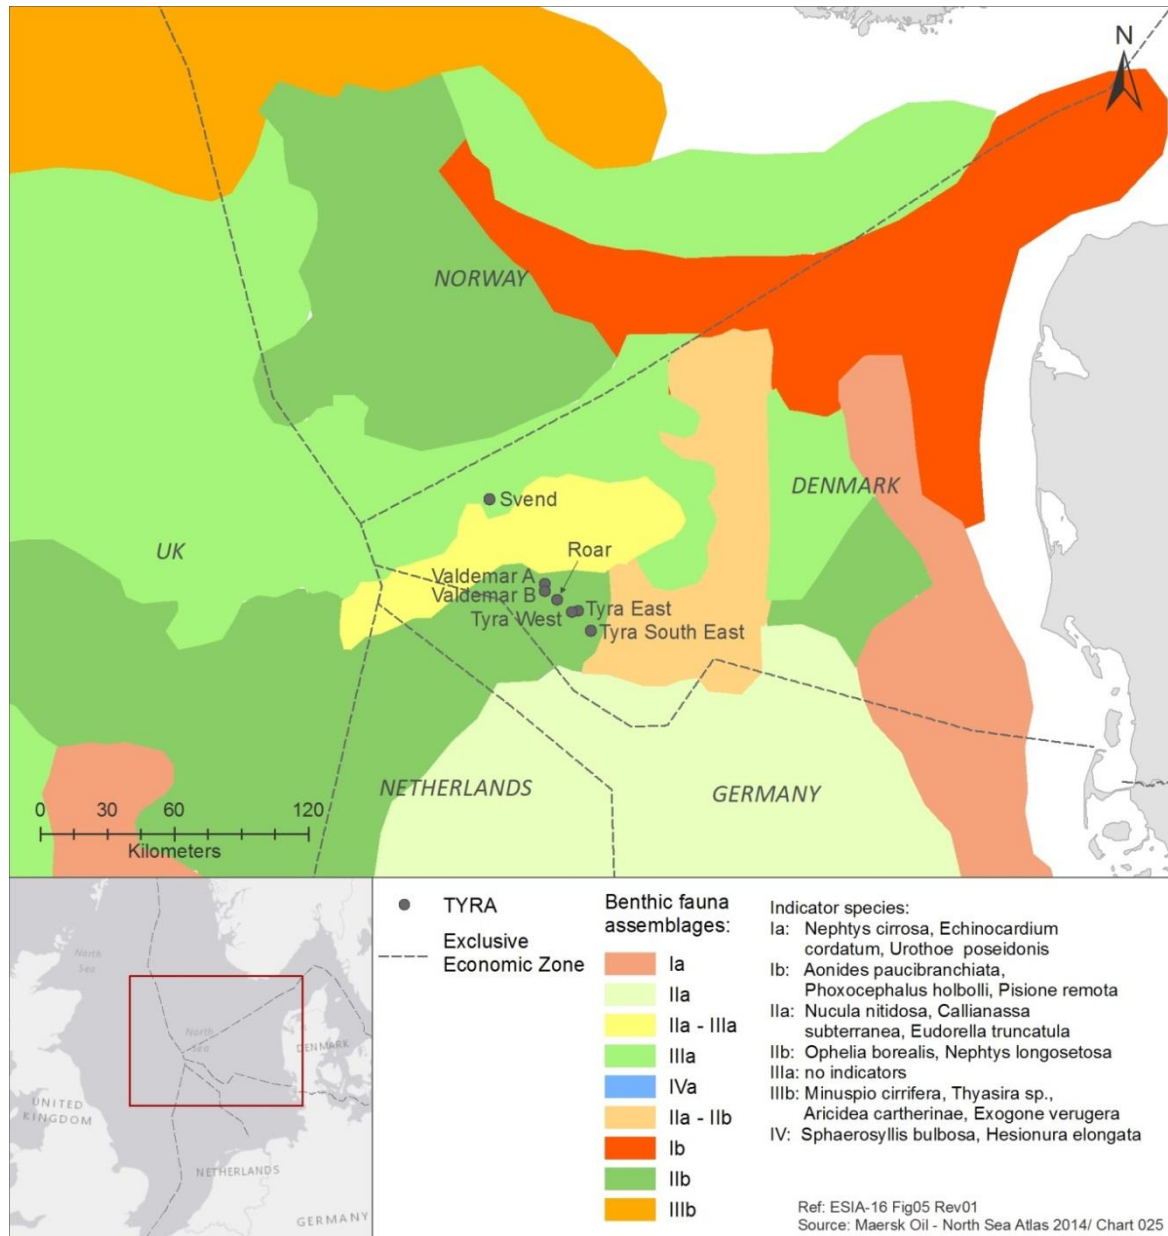 N
NORWAY
DENMARK
Svend
UK
Roar
Valdemar A
Valdemar B
Tyra East
Tyra West
Tyra South East
NETHERLANDS
GERMANY
0 30 60 120
Kilometers
North
Sea
North
Sea
DENMARK
UNITED
KINGDOM
NETHERLANDS
GERMANY
TYRA
Exclusive
Economic Zone
Benthic fauna
assemblages:
Ia
IIa
IIa - IIIa
IIIa
IVa
IIa - IIb
Ib
IIb
IIIb
Indicator species:
Ia: Nephtys cirrosa, Echinocardium
cordatum, Urothoe poseidonis
Ib: Aonides paucibranchiata,
Phoxocephalus holbolli, Pisione remota
IIa: Nucula nitidosa, Callianassa
subterranea, Eudorella truncatula
IIb: Ophelia borealis, Nephtys longosetosa
IIIa: no indicators
IIIb: Minuspio cirrifera, Thyasira sp.,
Aricidea cartherinae, Exogone verugera
IV: Sphaerosyllis bulbosa, Hesionura elongata
Ref: ESIA-16 Fig05 Rev01
Source: Maersk Oil - North Sea Atlas 2014/ Chart 025